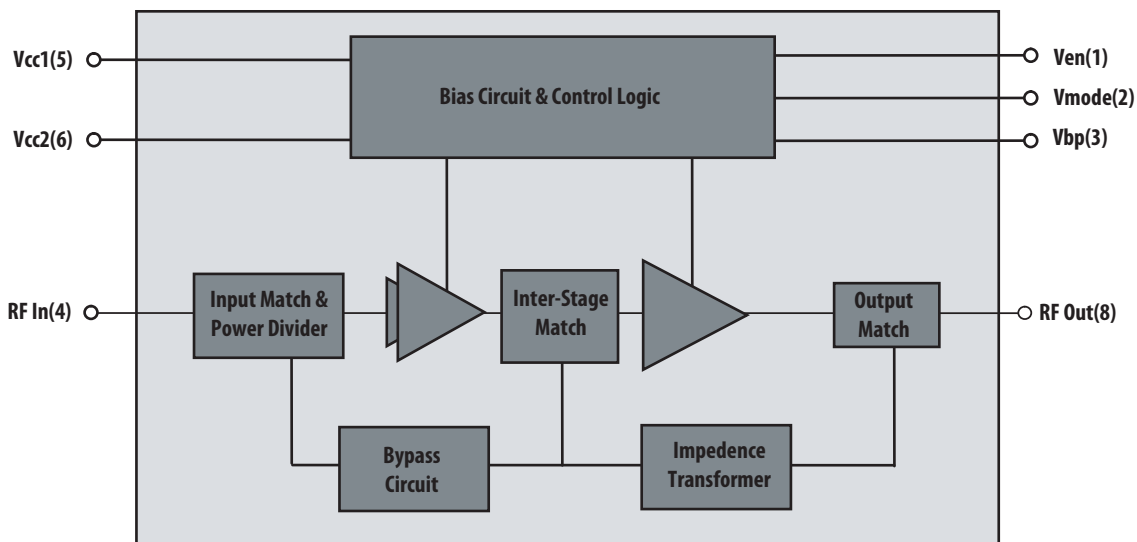 Vcc1(5)
Ven(1)
Bias Circuit & Control Logic
Vmode(2)
Vcc2(6)
Vbp(3)
RF In(4)
Input Match &
Power Divider
Inter-Stage
Match
Output
Match
RF Out(8)
Bypass
Circuit
Impedence
Transformer